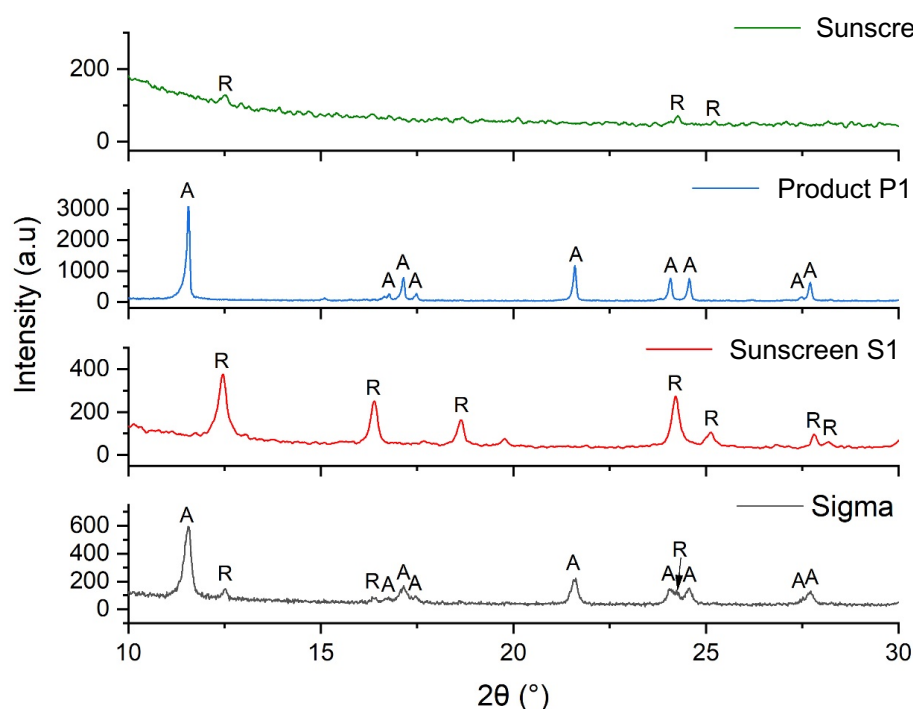 Sunscre
200
0
R
R
R
Product P1
3000
2000
1000
0
A
A
A
A
A
A
A
A
A
Sunscreen S1
400
200
0
R
R
R
R
R
R
R
Sigma
600
400
200
0
A
R
R
A
A
A
A
A
R
A
A
A
10
15
20
25
30
Intensity (a.u)
2θ (°)